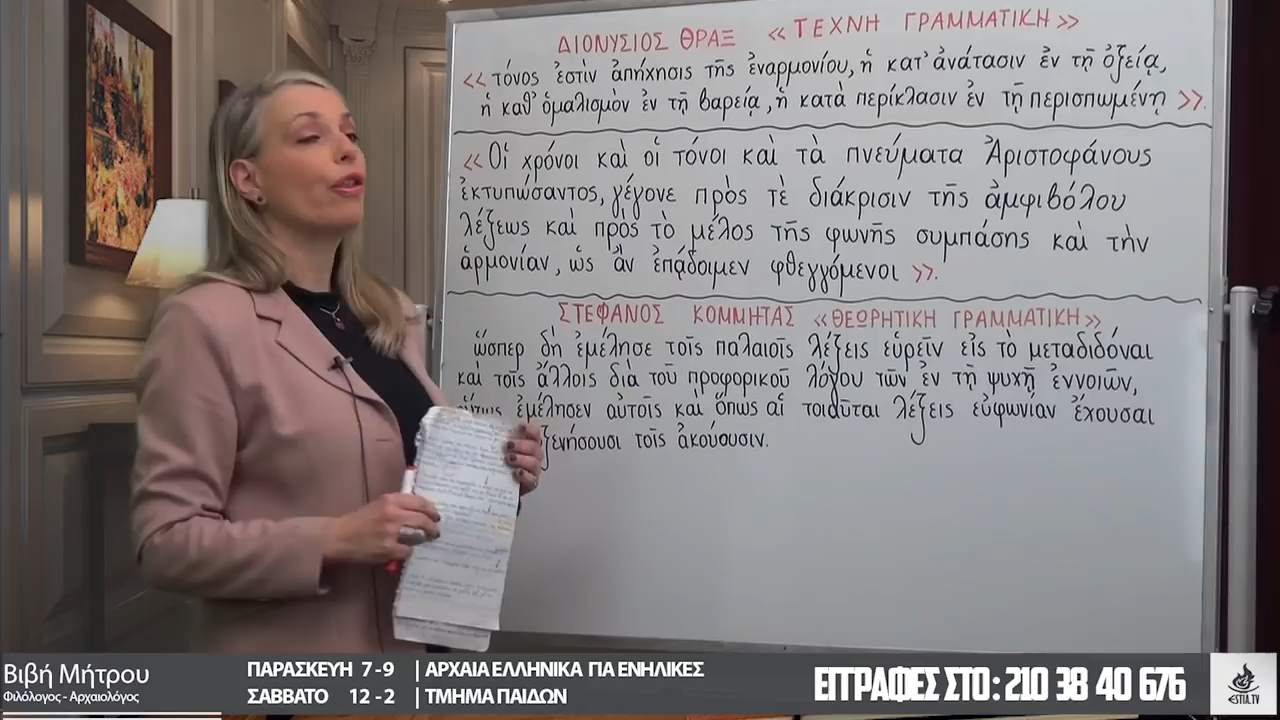 ΔΙΟΝΥΣΙΟΣ ΘΡΑΞ « ΤΕΧΝΗ ΓΡΑΜΜΑΤΙΚΗ »
« τόνος ἐστίν ἀπήχησις τῆς ἐναρμονίου, ἡ κατ' ἀνάτασιν ἐν τῇ ὀξείᾳ,
ἡ καθ' ὁμαλισμὸν ἐν τῇ βαρείᾳ, ἡ κατὰ περίκλασιν ἐν τῇ περισπωμένῃ ».
« Οἱ χρόνοι καὶ οἱ τόνοι καὶ τὰ πνεύματα Ἀριστοφάνους
ἐκτυπώσαντος, γέγονε πρὸς τὲ διάκρισιν τῆς ἀμφιβόλου
λέξεως καὶ πρὸς τὸ μέλος τῆς φωνῆς συμπάσης καὶ τὴν
ἁρμονίαν, ὡς ἂν ἐπᾴδοιμεν φθεγγόμενοι ».
ΣΤΕΦΑΝΟΣ ΚΟΜΜΗΤΑΣ «ΘΕΩΡΗΤΙΚΗ ΓΡΑΜΜΑΤΙΚΗ»
ὥσπερ δὴ ἐμέλησε τοῖς παλαιοῖς λέξεις εὑρεῖν εἰς τὸ μεταδιδόναι
καὶ τοῖς ἄλλοις διὰ τοῦ προφορικοῦ λόγου τῶν ἐν τῇ ψυχῇ ἐννοιῶν,
ἐμέλησεν αὐτοῖς καὶ ὅπως αἱ τοιαῦται λέξεις εὐφωνίαν ἔχουσαι
τοῖς ἀκούουσιν.
Βιβή Μήτρου
Φιλόλογος - Αρχαιολόγος
ΠΑΡΑΣΚΕΥΗ 7-9 | ΑΡΧΑΙΑ ΕΛΛΗΝΙΚΑ ΓΙΑ ΕΝΗΛΙΚΕΣ
ΣΑΒΒΑΤΟ 12-2 | ΤΜΗΜΑ ΠΑΙΔΩΝ
ΕΓΓΡΑΦΕΣ ΣΤΟ: 210 38 40 676
ESTIA.TV